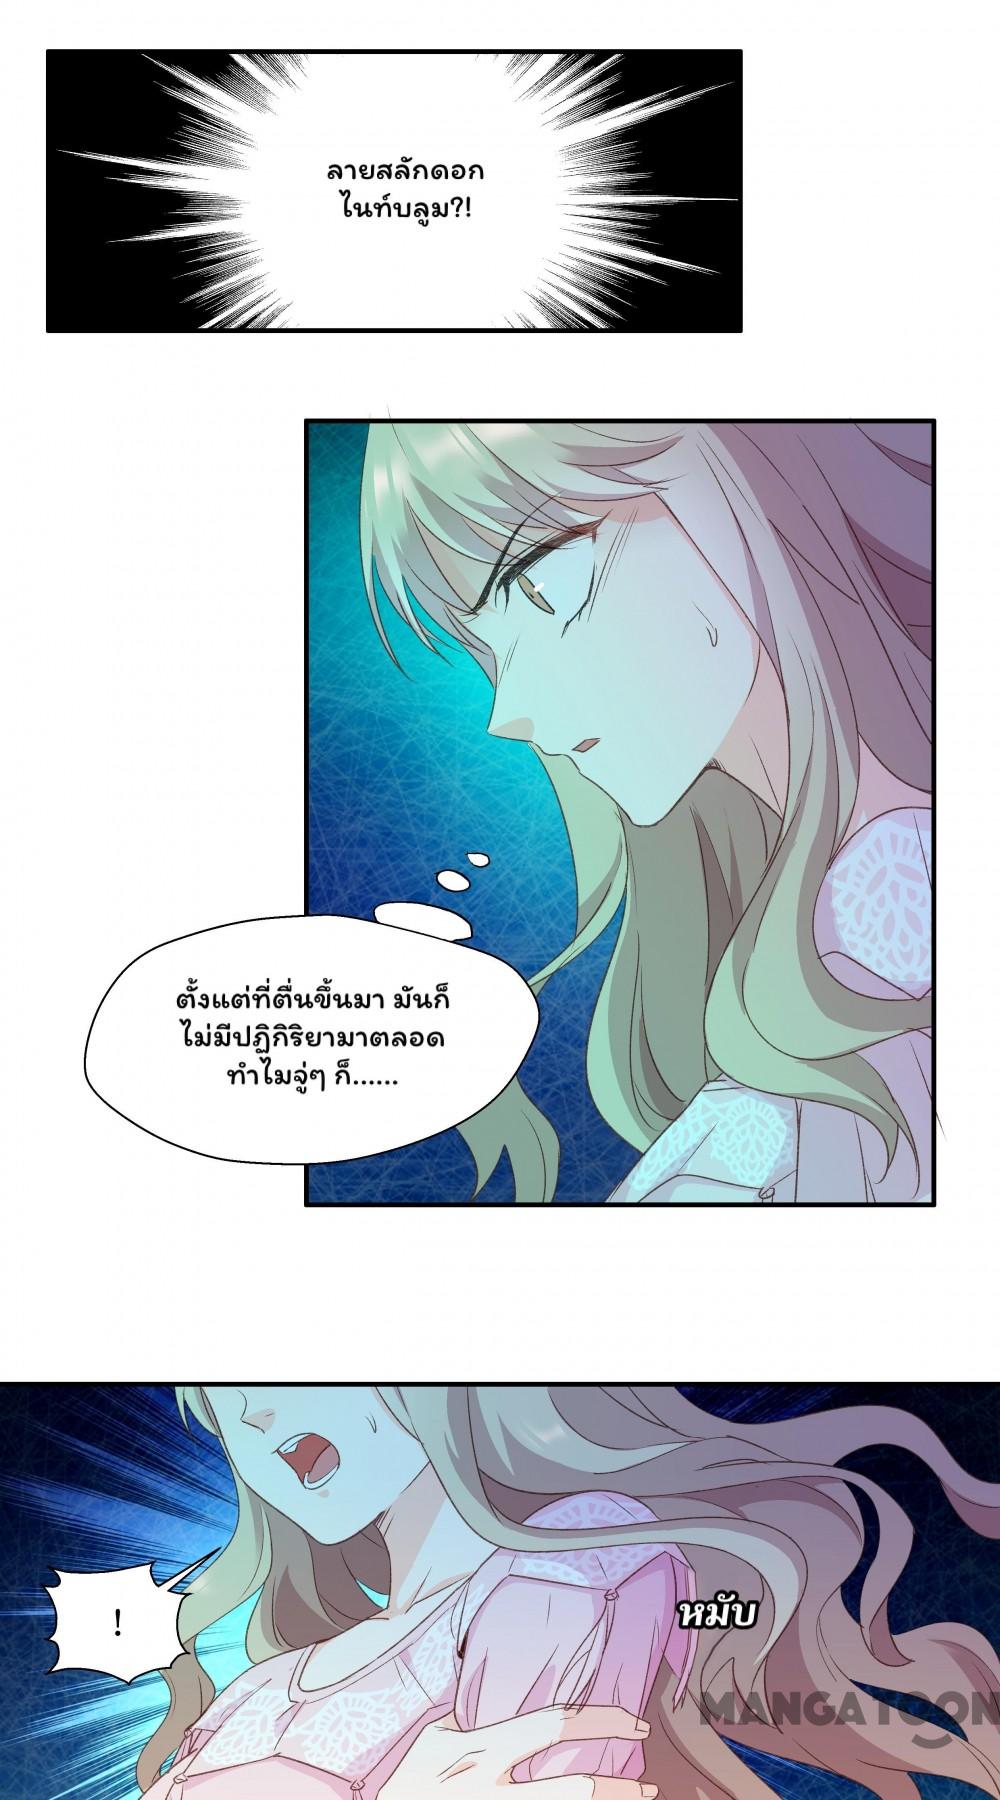 ลายสลักดอก
ไนท์บลูม?!
ตั้งแต่ที่ตื่นขึ้นมา มันก็
ไม่มีปฏิกิริยามาตลอด
ทำไมจู่ๆ ก็......
!
หมับ
MANGATOON